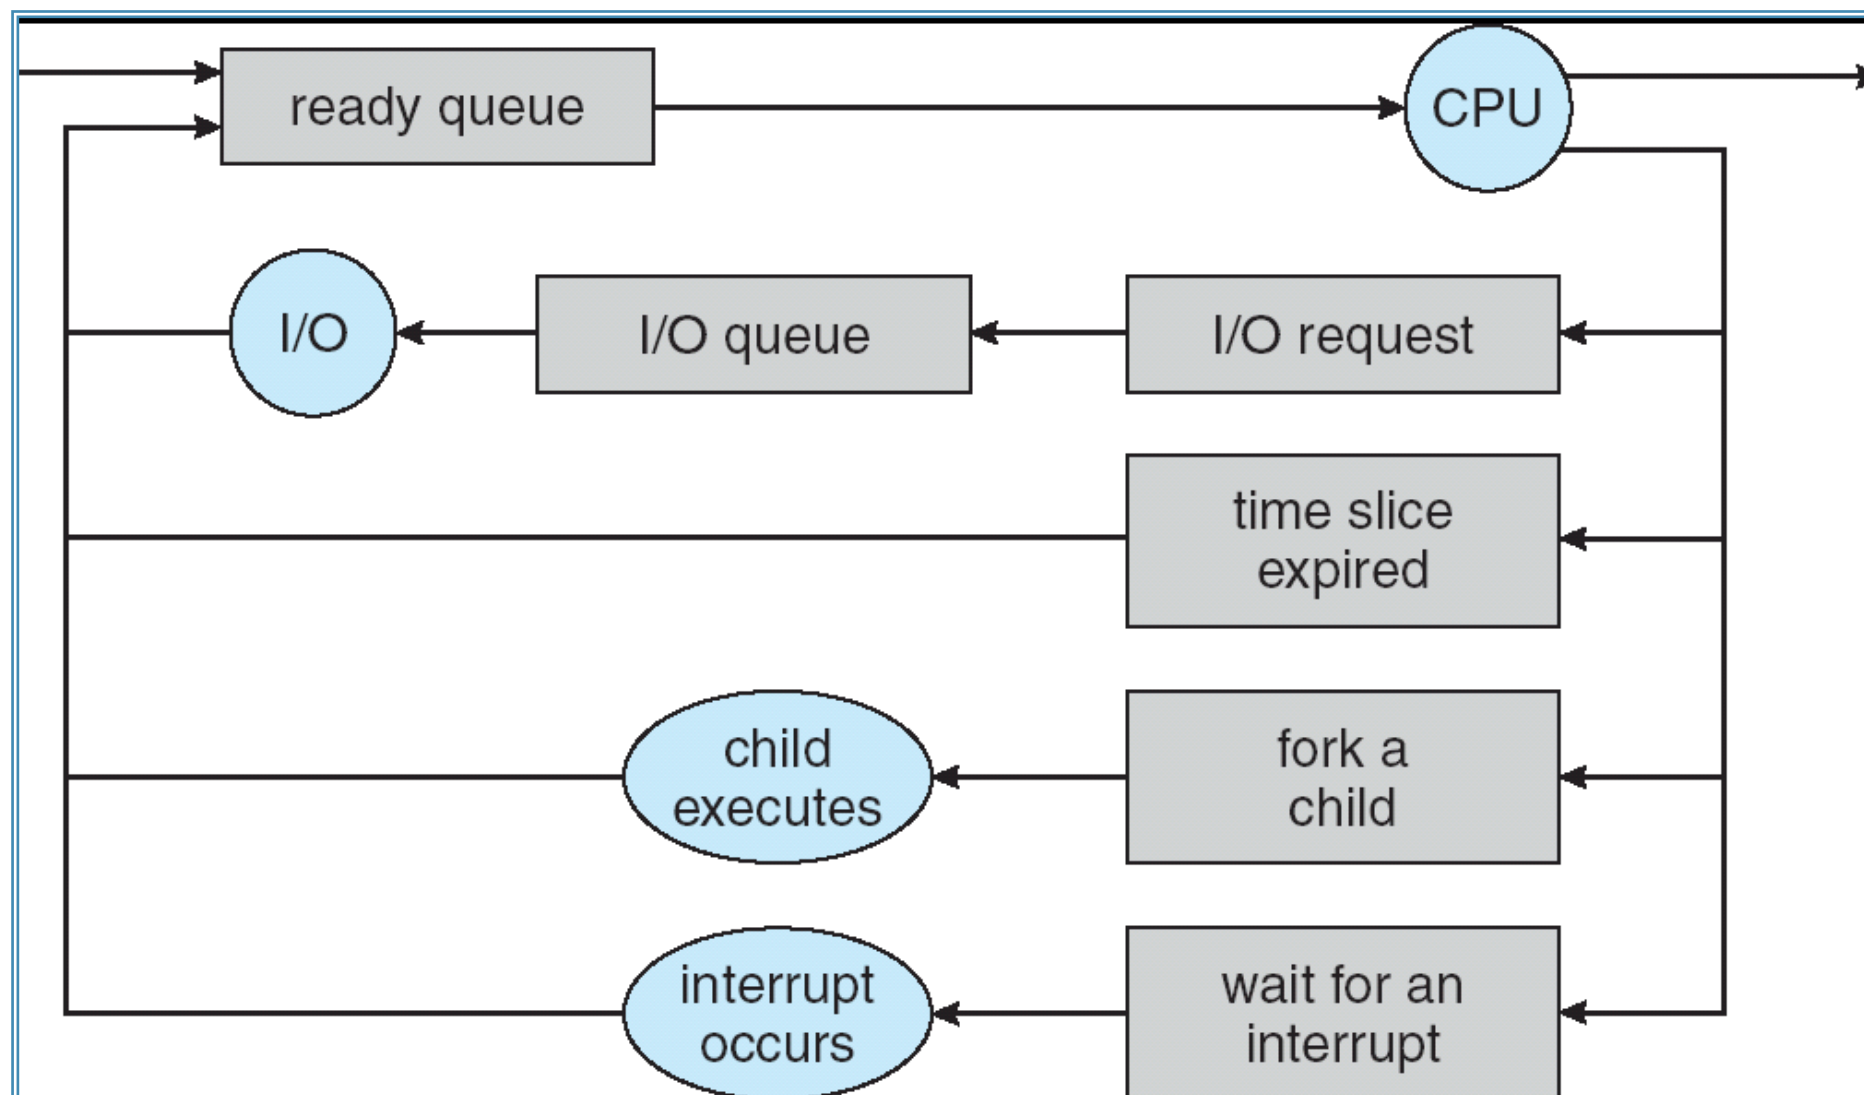 ready queue
CPU
I/O
I/O queue
I/O request
time slice
expired
child
executes
fork a
child
interrupt
occurs
wait for an
interrupt